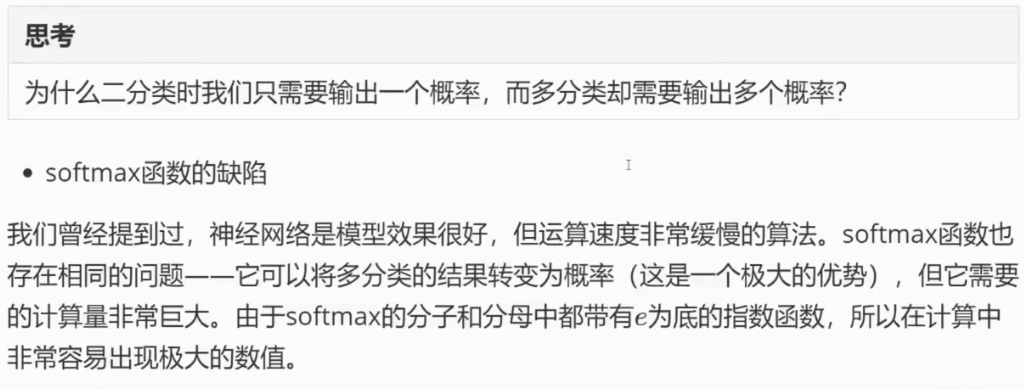 思考
为什么二分类时我们只需要输出一个概率，而多分类却需要输出多个概率？
• softmax函数的缺陷
我们曾经提到过，神经网络是模型效果很好，但运算速度非常缓慢的算法。softmax函数也
存在相同的问题——它可以将多分类的结果转变为概率（这是一个极大的优势），但它需要
的计算量非常巨大。由于softmax的分子和分母中都带有e为底的指数函数，所以在计算中
非常容易出现极大的数值。